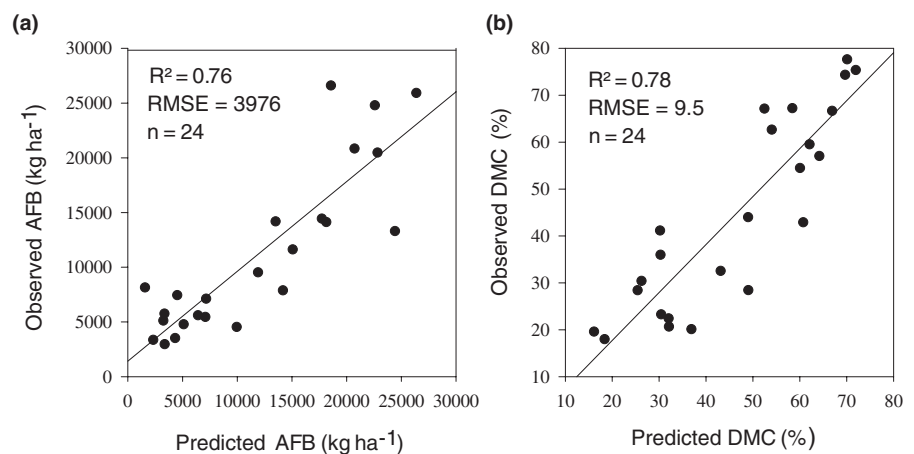 (a)
30000
25000
20000
15000
10000
5000
0
Observed AFB (kg ha⁻¹)
R² = 0.76
RMSE = 3976
n = 24
0 5000 10000 15000 20000 25000 30000
Predicted AFB (kg ha⁻¹)
(b)
80
70
60
50
40
30
20
10
Observed DMC (%)
R² = 0.78
RMSE = 9.5
n = 24
10 20 30 40 50 60 70 80
Predicted DMC (%)